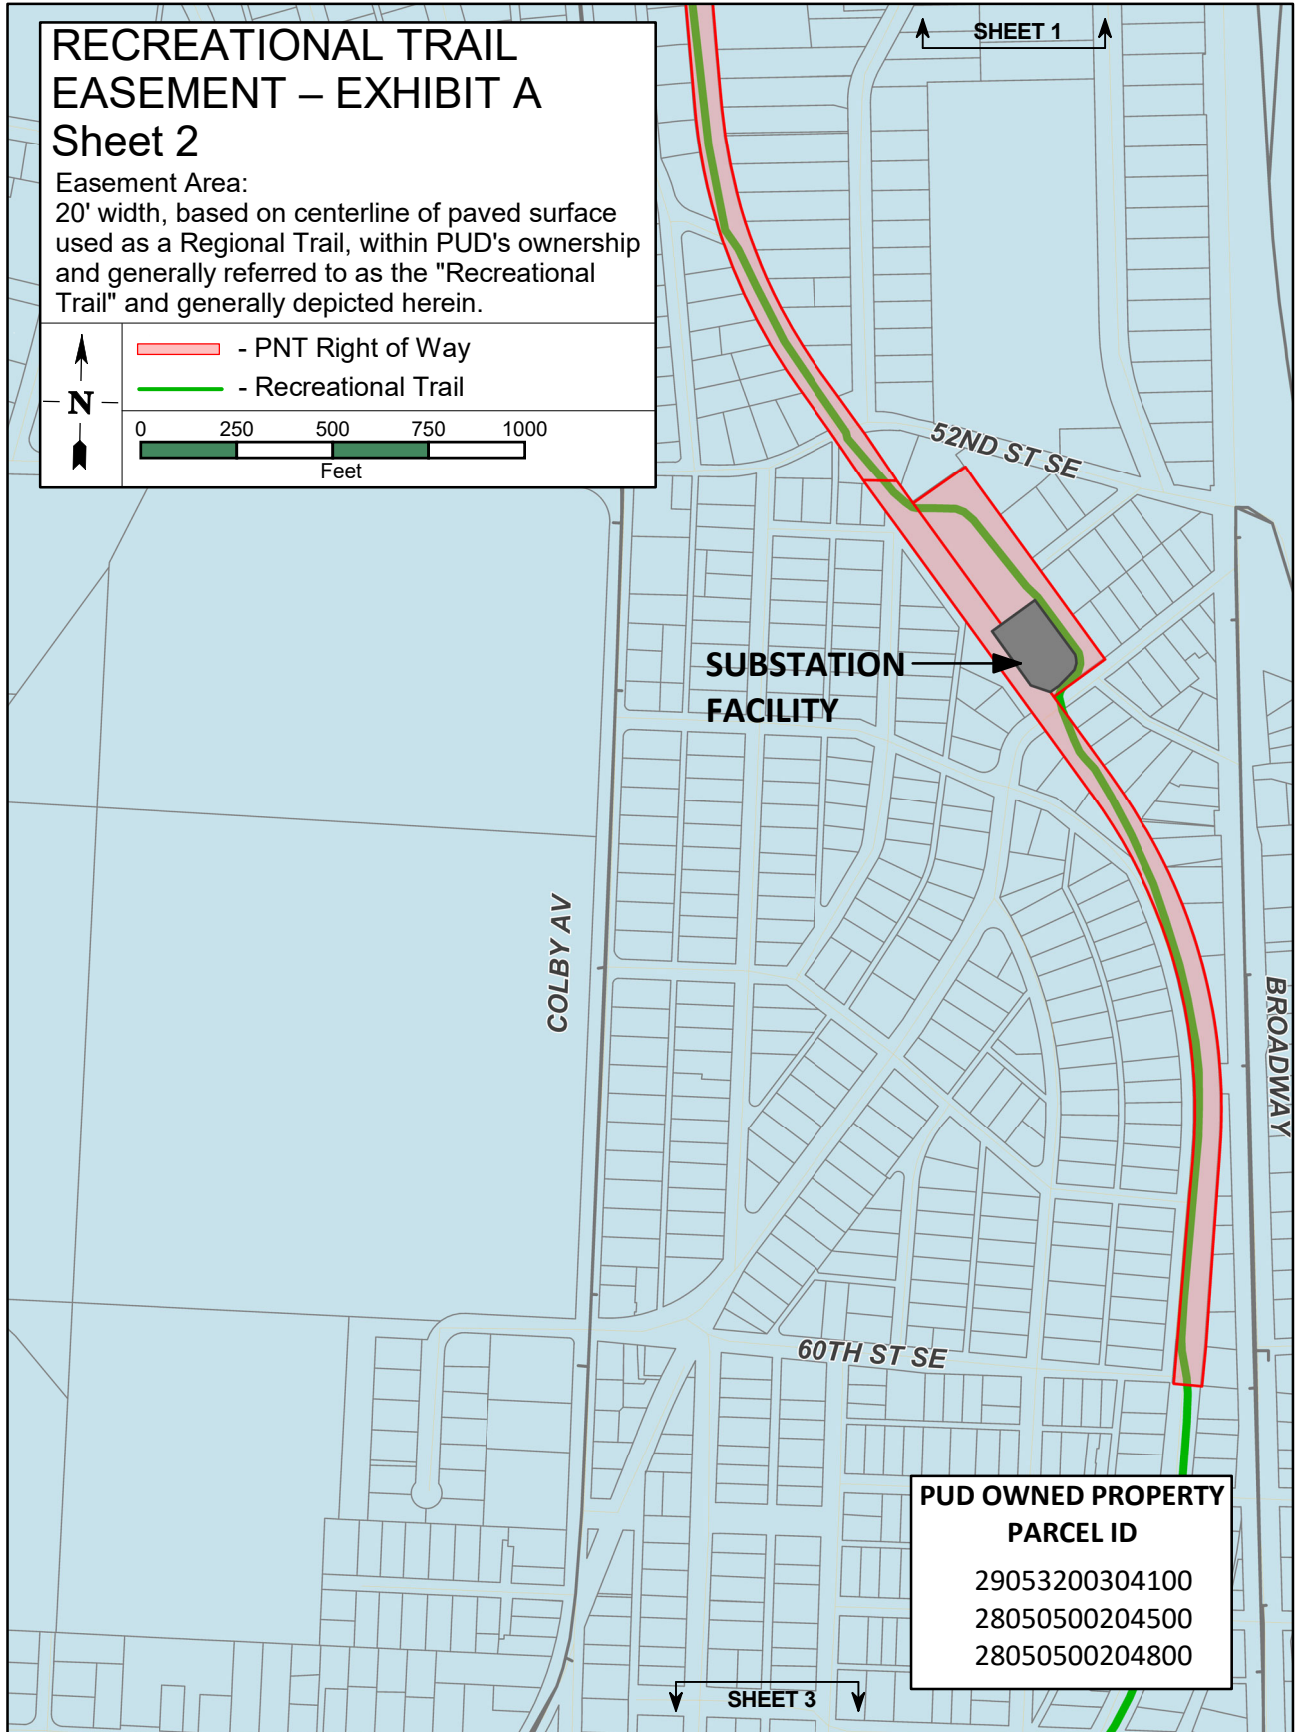 RECREATIONAL TRAIL
EASEMENT – EXHIBIT A
Sheet 2
Easement Area:
20' width, based on centerline of paved surface
used as a Regional Trail, within PUD's ownership
and generally referred to as the "Recreational
Trail" and generally depicted herein.
N
- PNT Right of Way
- Recreational Trail
0 250 500 750 1000
Feet
SHEET 1
52ND ST SE
SUBSTATION
FACILITY
COLBY AV
BROADWAY
60TH ST SE
PUD OWNED PROPERTY
PARCEL ID
29053200304100
28050500204500
28050500204800
SHEET 3